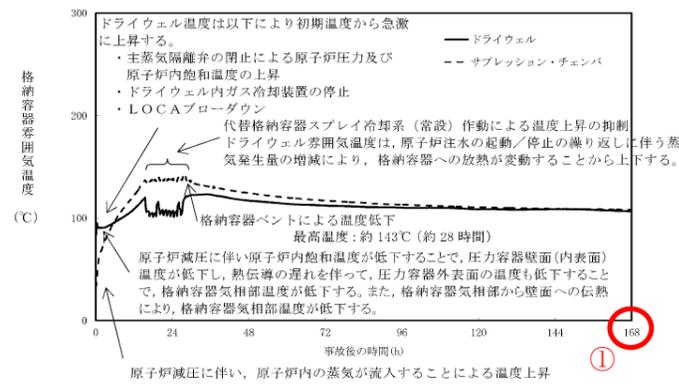 300
ドライウェル温度は以下により初期温度から急激
に上昇する。
・主蒸気隔離弁の閉止による原子炉圧力及び
原子炉内飽和温度の上昇
・ドライウェル内ガス冷却装置の停止
・LOCAブローダウン
ドライウェル
サプレッション・チェンバ
格納容器雰囲気温度
(℃)
200
代替格納容器スプレイ冷却系(常設)作動による温度上昇の抑制
ドライウェル雰囲気温度は,原子炉注水の起動/停止の繰り返しに伴う蒸
気発生量の増減により,格納容器への放熱が変動することから上下する。
100
格納容器ベントによる温度低下
最高温度:約143℃(約28時間)
原子炉減圧に伴い原子炉内飽和温度が低下することで,圧力容器壁面(内表面)
温度が低下し,熱伝導の遅れを伴って,圧力容器外表面の温度も低下すること
で,格納容器気相部温度が低下する。また,格納容器気相部から壁面への伝熱
により,格納容器気相部温度が低下する。
0
0 24 48 72 96 120 144 168
事故後の時間(h)
①
原子炉減圧に伴い,原子炉内の蒸気が流入することによる温度上昇